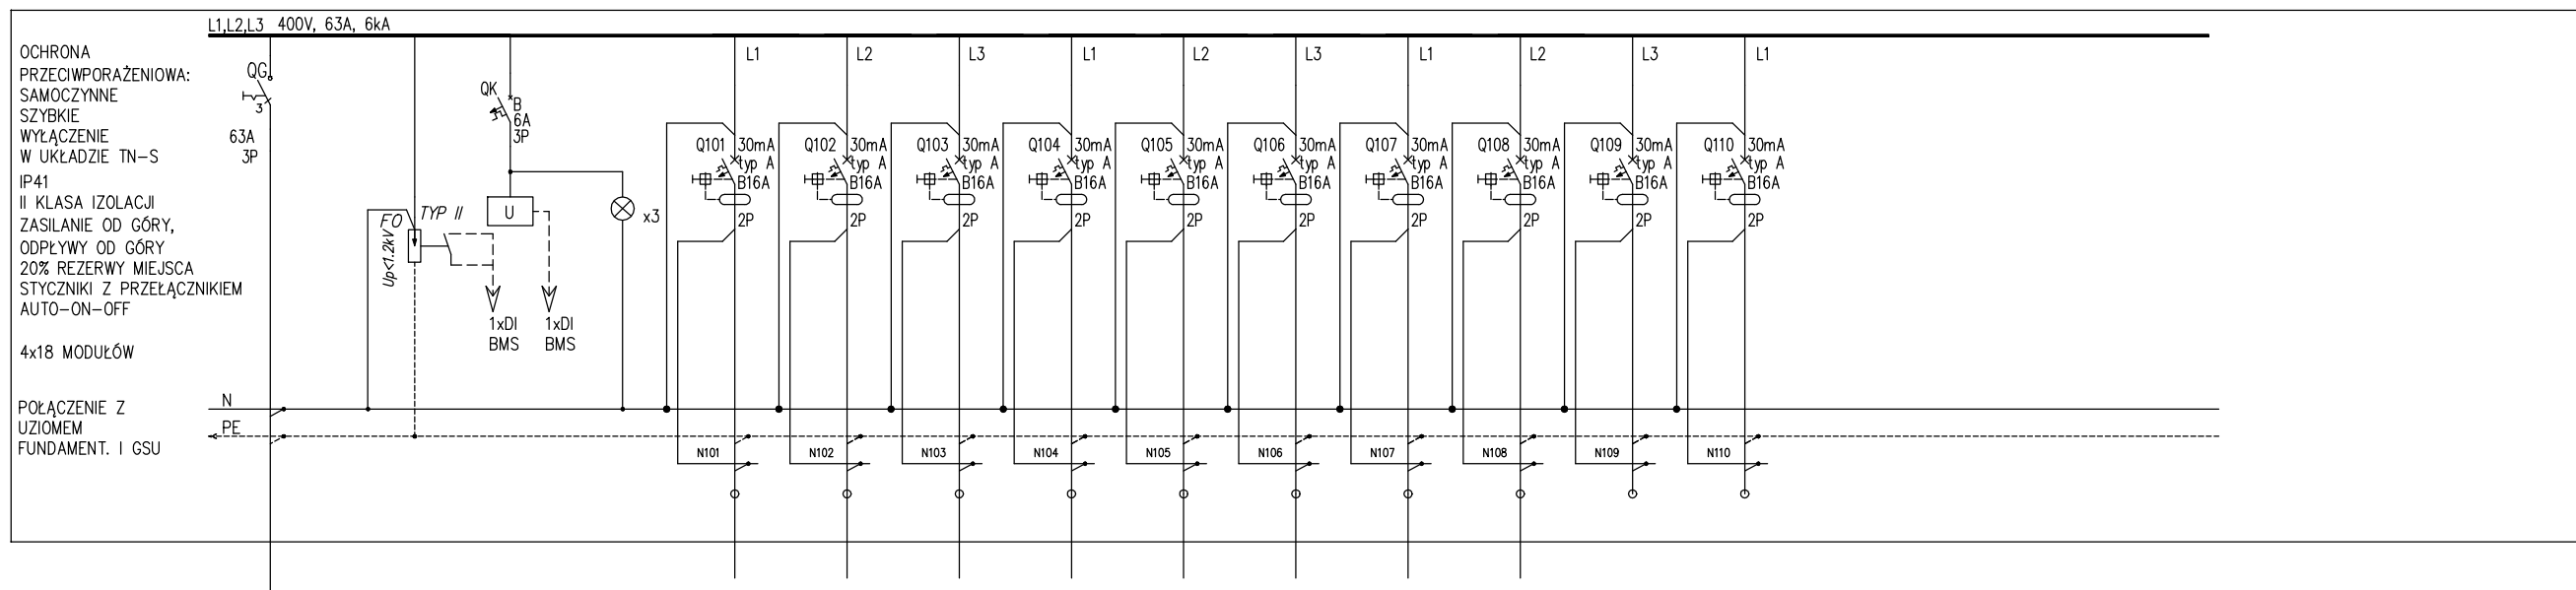 L1,L2,L3 400V, 63A, 6kA
OCHRONA
PRZECIWPORAŻENIOWA:
SAMOCZYNNE
SZYBKIE
WYŁĄCZENIE
W UKŁADZIE TN-S
IP41
II KLASA IZOLACJI
ZASILANIE OD GÓRY,
ODPŁYWY OD GÓRY
20% REZERWY MIEJSCA
STYCZNIKI Z PRZEŁĄCZNIKIEM
AUTO-ON-OFF
4x18 MODUŁÓW
POŁĄCZENIE Z
UZIOMEM
FUNDAMENT. I GSU
QG
3
63A
3P
N
PE
FO
TYP II
Up<1.2kV
QK
B
6A
3P
U
x3
1xDI
BMS
1xDI
BMS
L1
Q101
30mA
typ A
B16A
2P
N101
L2
Q102
30mA
typ A
B16A
2P
N102
L3
Q103
30mA
typ A
B16A
2P
N103
L1
Q104
30mA
typ A
B16A
2P
N104
L2
Q105
30mA
typ A
B16A
2P
N105
L3
Q106
30mA
typ A
B16A
2P
N106
L1
Q107
30mA
typ A
B16A
2P
N107
L2
Q108
30mA
typ A
B16A
2P
N108
L3
Q109
30mA
typ A
B16A
2P
N109
L1
Q110
30mA
typ A
B16A
2P
N110